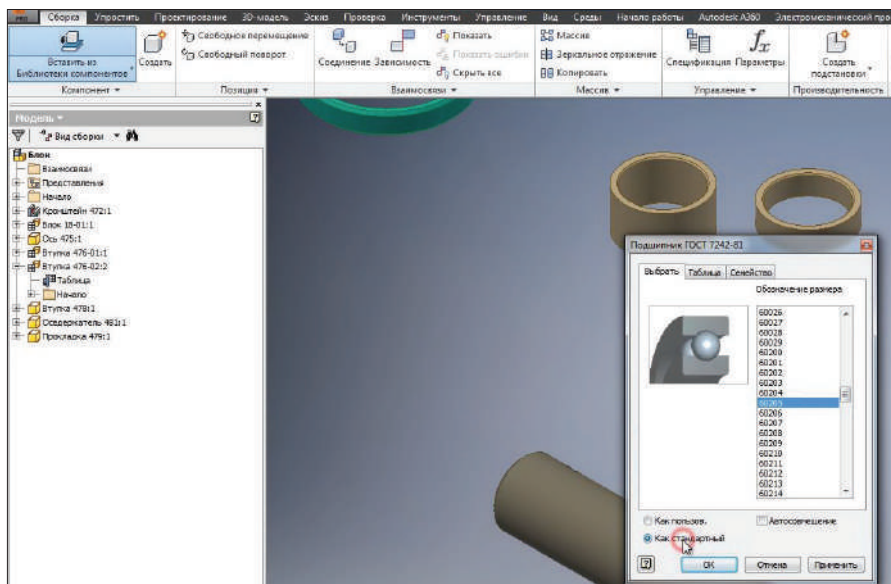 Сборка Упростить Проектирование 3D-модель Эскиз Проверка Инструменты Управление Вид Среды Начало работы Autodesk A360 Электромеханический про
Вставить из
Библиотеки компонентов
Создать
Свободное перемещение
Свободный поворот
Соединение Зависимость
Показать
Показать ошибки
Скрыть все
Массив
Зеркальное отражение
Копировать
Спецификация Параметры
Создать
подстановки
Компонент Позиция Взаимосвязи Массив Управление Производительность
Модель
Вид сборки
Блок
Взаимосвязи
Представления
Начало
Кронштейн 472:1
Блок 18-01:1
Ось 475:1
Втулка 476-01:1
Втулка 476-02:2
Таблица
Начало
Втулка 478:1
Оседержатель 481:1
Прокладка 479:1
Подшипник ГОСТ 7242-81
Выбрать Таблица Семейство
Обозначение размера
60026
60027
60028
60029
60200
60201
60202
60203
60204
60205
60206
60207
60208
60209
60210
60211
60212
60213
60214
Как пользов.
Автосовмещение
Как стандартный
OK Отмена Применить